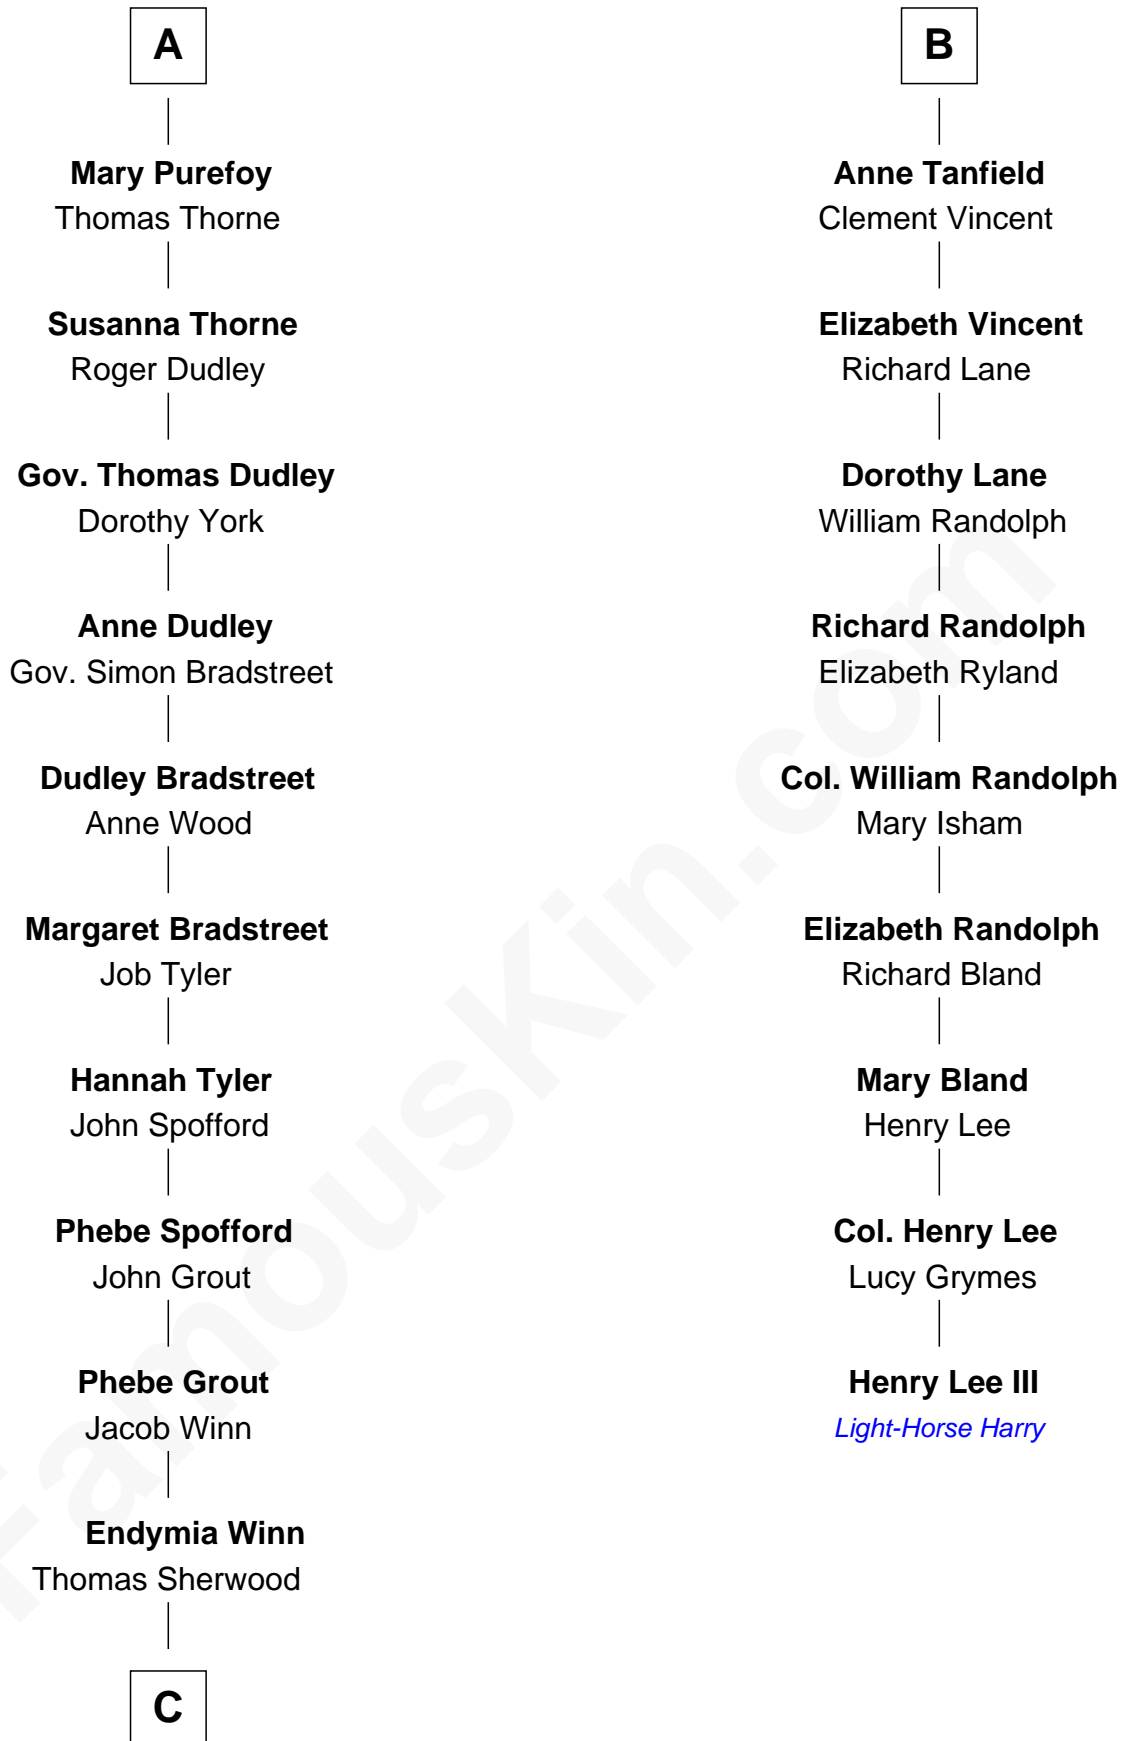 A
Mary Purefoy
Thomas Thorne
Susanna Thorne
Roger Dudley
Gov. Thomas Dudley
Dorothy York
Anne Dudley
Gov. Simon Bradstreet
Dudley Bradstreet
Anne Wood
Margaret Bradstreet
Job Tyler
Hannah Tyler
John Spofford
Phebe Spofford
John Grout
Phebe Grout
Jacob Winn
Endymia Winn
Thomas Sherwood
C
B
Anne Tanfield
Clement Vincent
Elizabeth Vincent
Richard Lane
Dorothy Lane
William Randolph
Richard Randolph
Elizabeth Ryland
Col. William Randolph
Mary Isham
Elizabeth Randolph
Richard Bland
Mary Bland
Henry Lee
Col. Henry Lee
Lucy Grymes
Henry Lee III
Light-Horse Harry
FamousKin.com